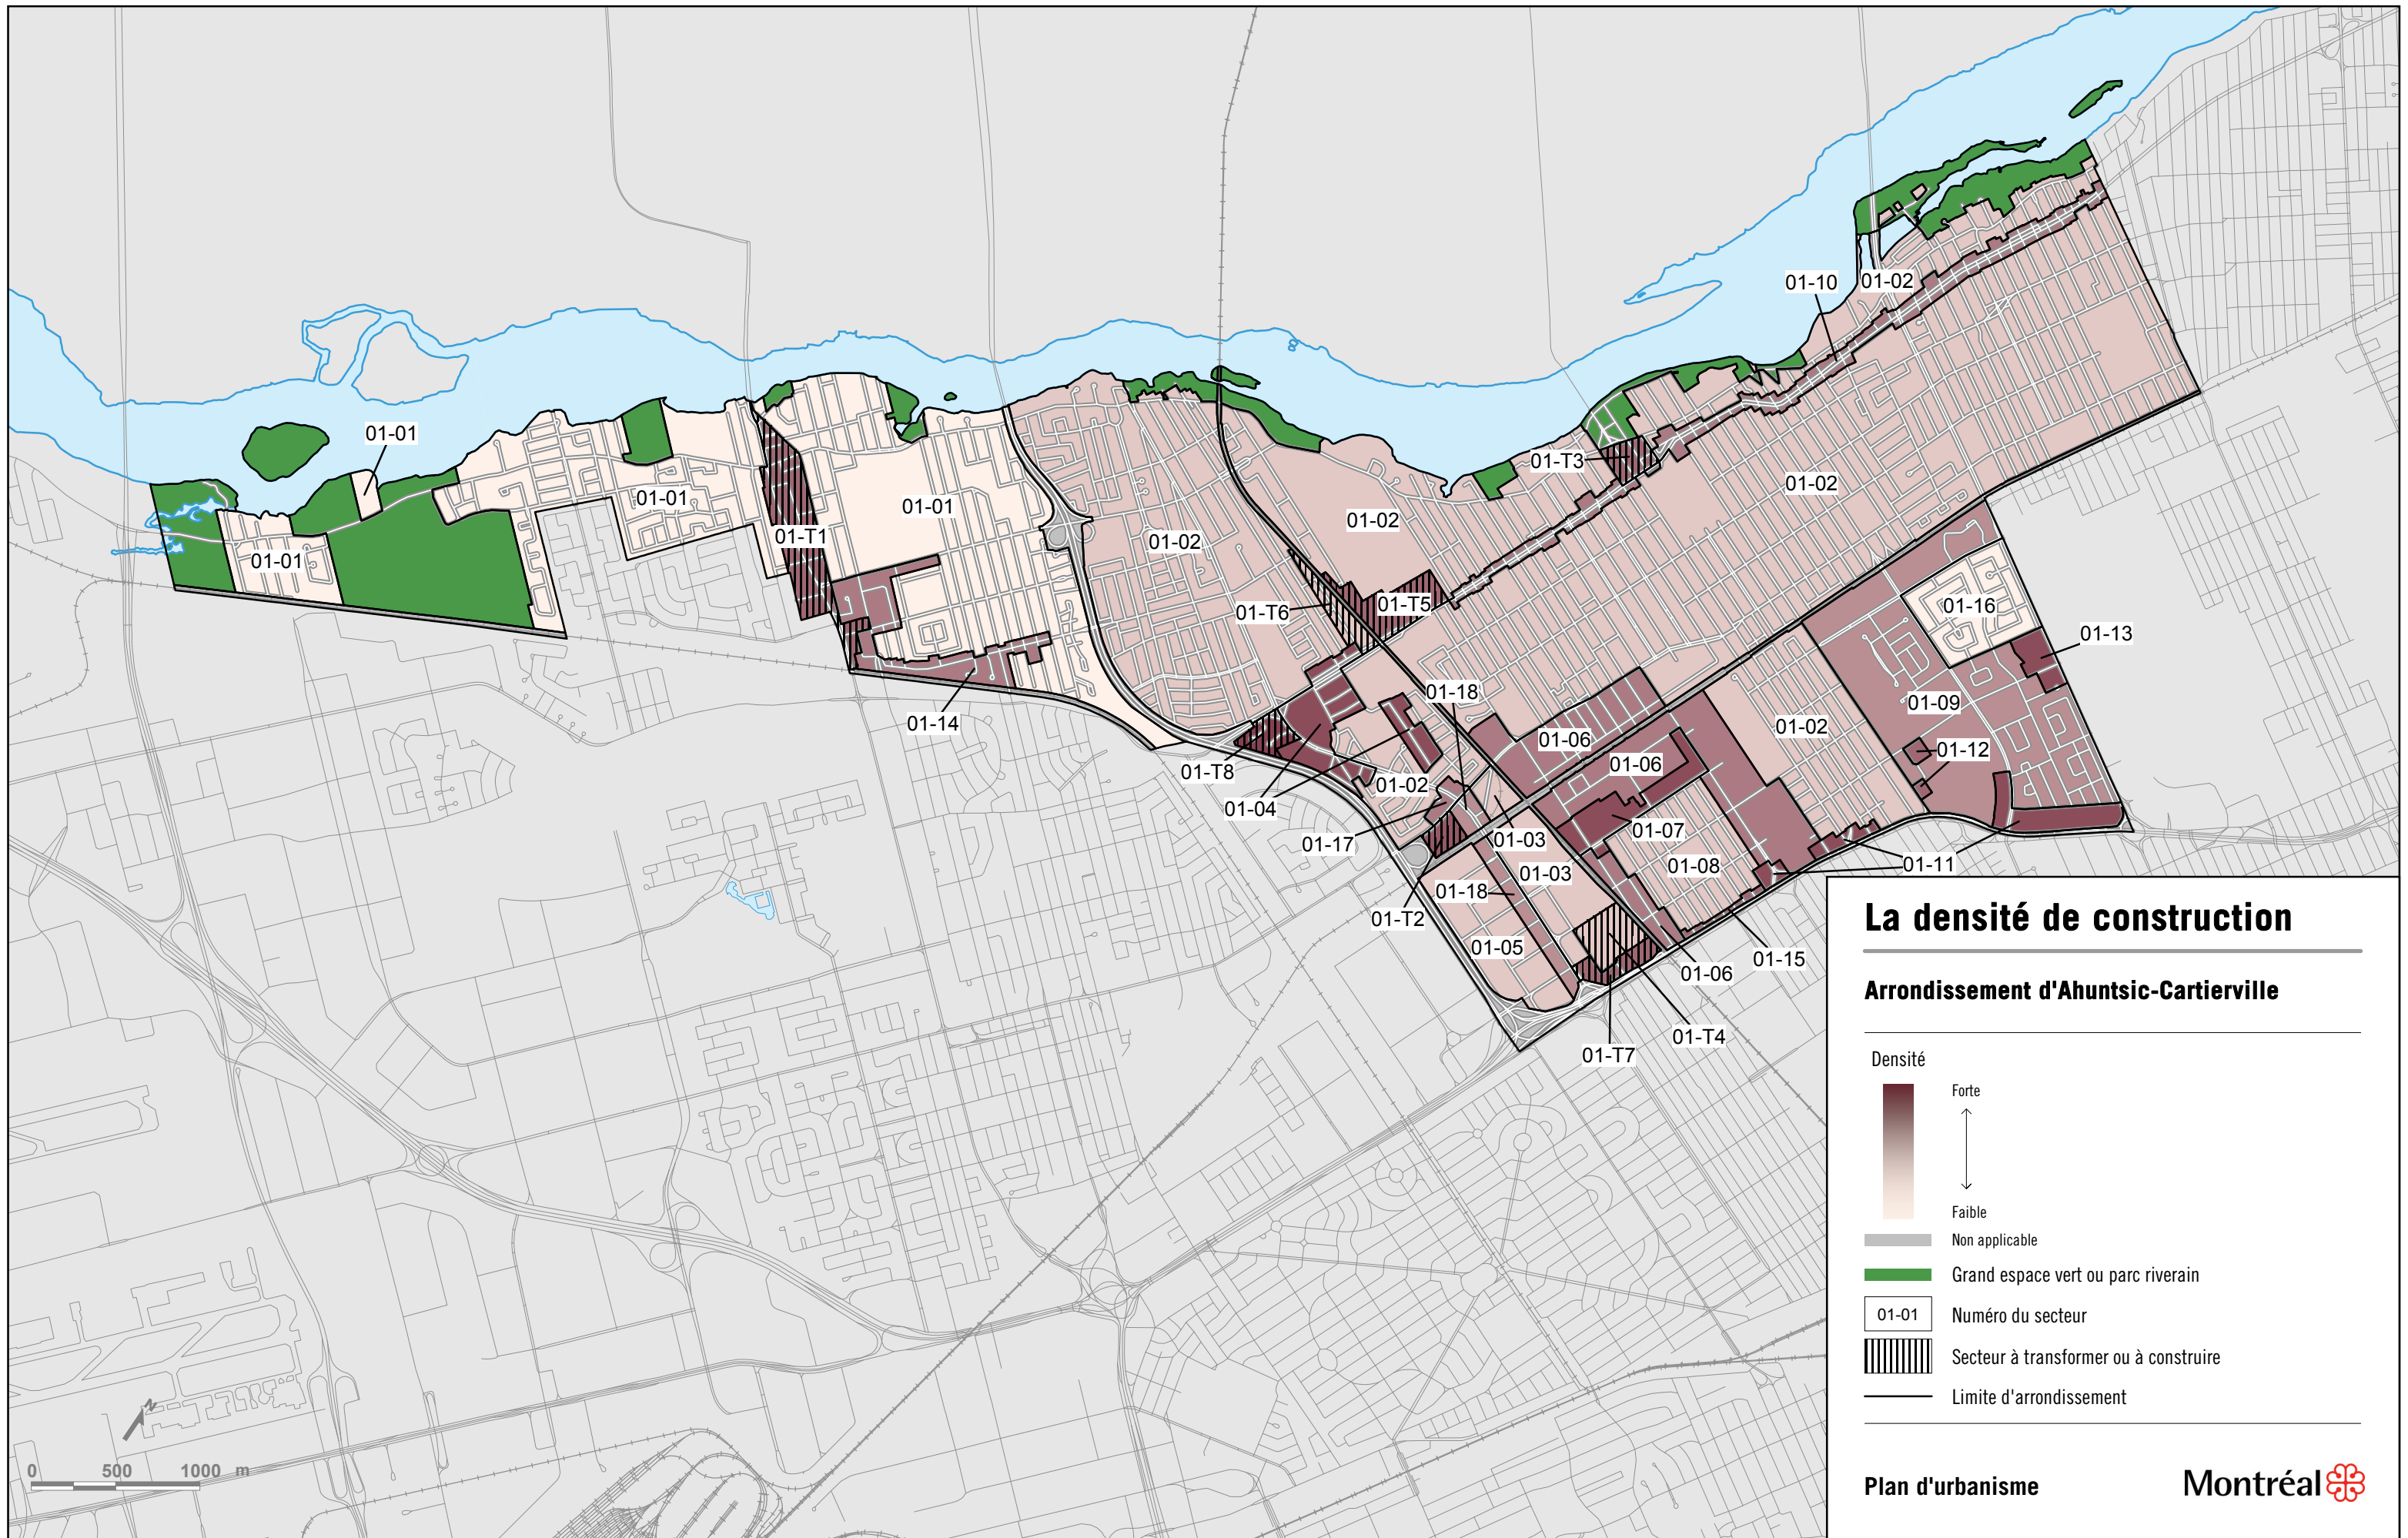 01-10
01-02
01-01
01-T3
01-01
01-02
01-01
01-02
01-T1
01-02
01-01
01-T6
01-T5
01-16
01-13
01-18
01-09
01-14
01-02
01-06
01-12
01-06
01-T8
01-02
01-04
01-07
01-03
01-17
01-11
01-08
01-03
01-18
01-T2
01-05
01-15
01-06
01-T4
01-T7
La densité de construction
Arrondissement d'Ahuntsic-Cartierville
Densité
Forte
Faible
Non applicable
Grand espace vert ou parc riverain
01-01
Numéro du secteur
Secteur à transformer ou à construire
Limite d'arrondissement
Plan d'urbanisme
Montréal
N
0 500 1000 m